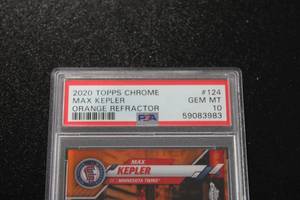 2020 TOPPS CHROME #124
MAX KEPLER GEM MT
ORANGE REFRACTOR 10
PSA 59083983
MAX
KEPLER
MINNESOTA TWINS